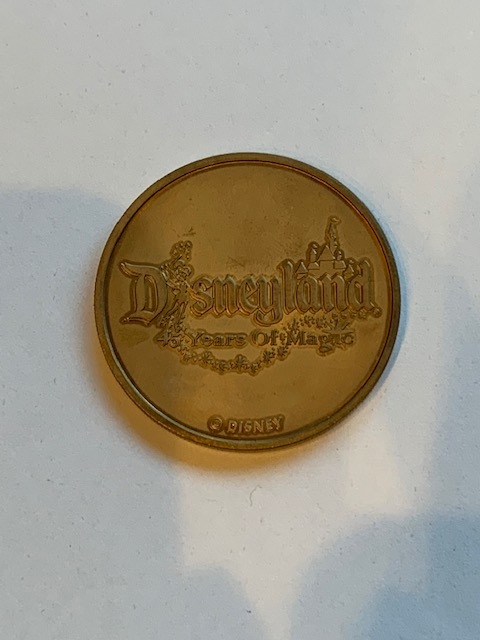 Disneyland
45 Years Of Magic
© DISNEY